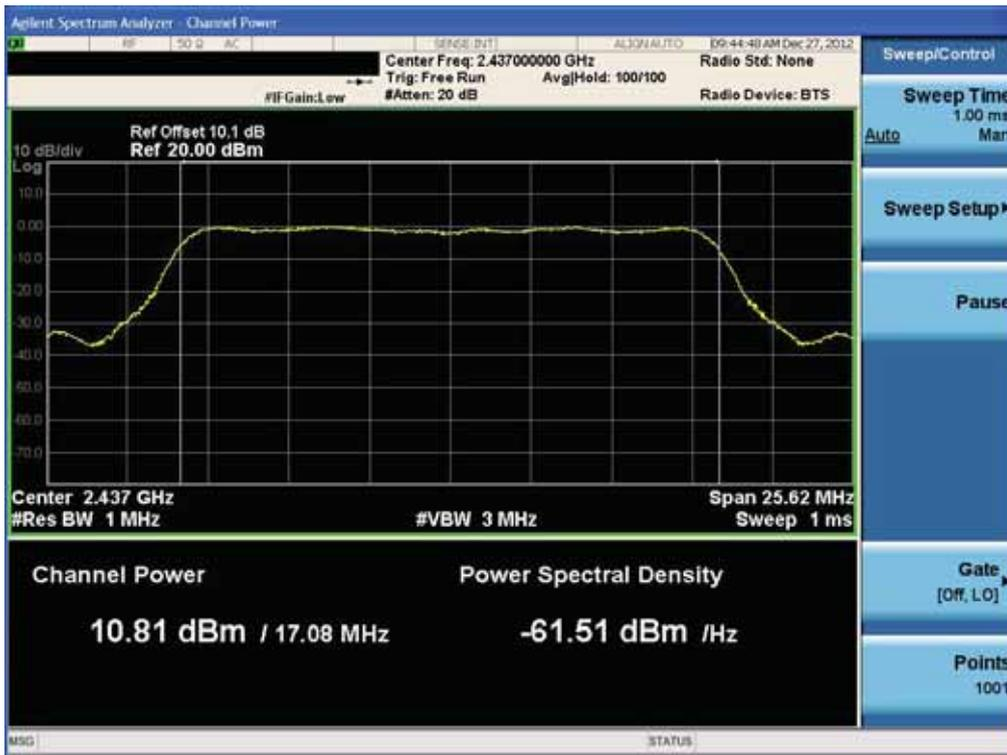 Agilent Spectrum Analyzer - Channel Power
RF 50 Ω AC SENSE:INT ALIGN AUTO 09:44:48 AM Dec 27, 2012
Center Freq: 2.437000000 GHz Radio Std: None
Trig: Free Run Avg|Hold: 100/100
#IFGain:Low #Atten: 20 dB Radio Device: BTS
Ref Offset 10.1 dB
10 dB/div Ref 20.00 dBm
Log
10.0
0.00
-10.0
-20.0
-30.0
-40.0
-50.0
-60.0
-70.0
Center 2.437 GHz Span 25.62 MHz
#Res BW 1 MHz #VBW 3 MHz Sweep 1 ms
Channel Power Power Spectral Density
10.81 dBm / 17.08 MHz -61.51 dBm /Hz
MSG STATUS
Sweep/Control
Sweep Time
1.00 ms
Auto Man
Sweep Setup
Pause
Gate
[Off, LO]
Points
1001